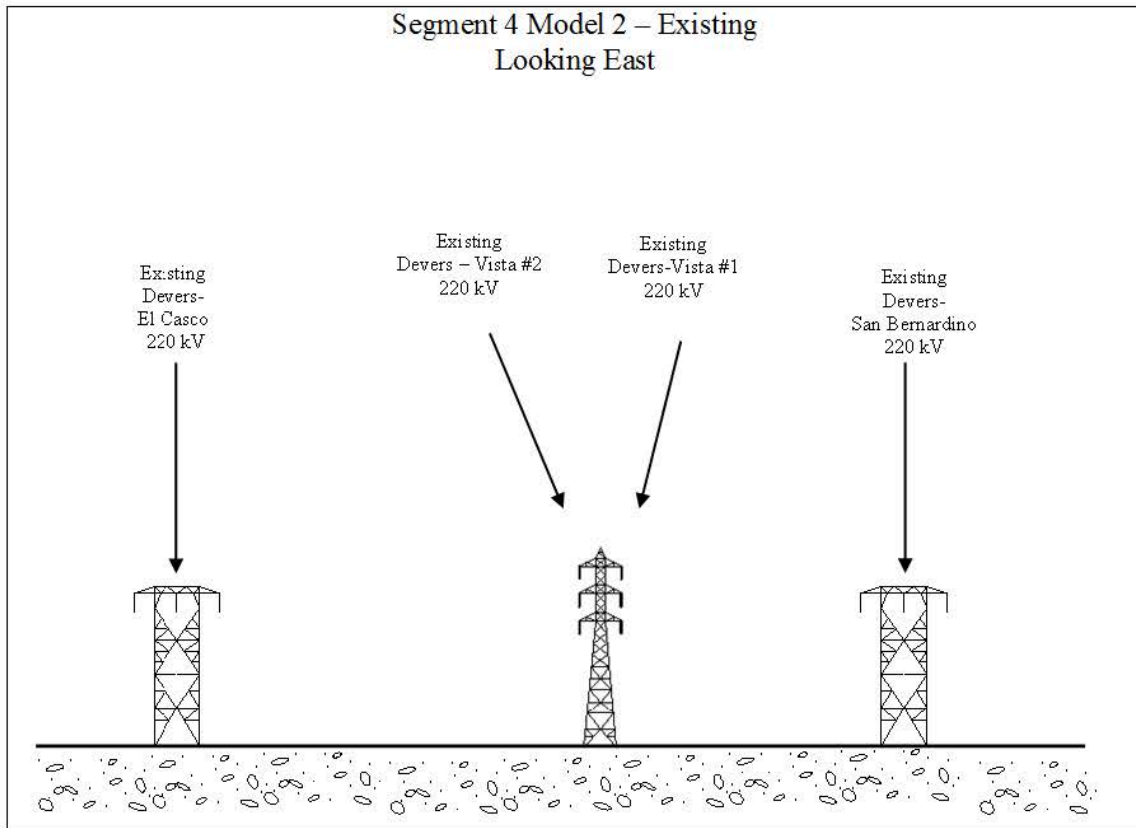 Segment 4 Model 2 – Existing
Looking East
Ex:sting
Devers-
El Casco
220 kV
Existing
Devers – Vista #2
220 kV
Existing
Devers-Vista #1
220 kV
Existing
Devers-
San Bernardino
220 kV